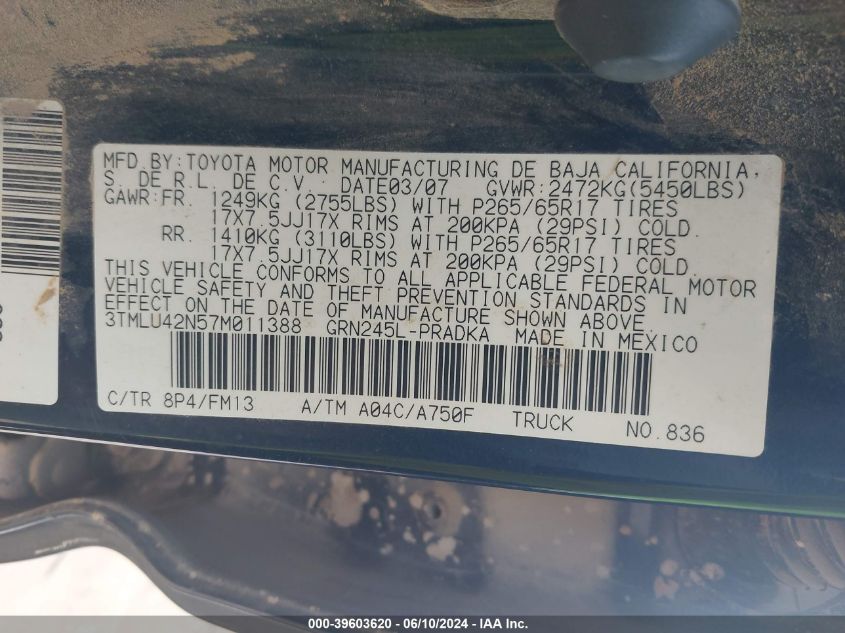 MFD.BY:TOYOTA MOTOR MANUFACTURING DE BAJA CALIFORNIA,
S. DE R.L. DE C.V. DATE03/07 GVWR:2472KG(5450LBS)
GAWR:FR. 1249KG (2755LBS) WITH P265/65R17 TIRES
17X7.5JJ17X RIMS AT 200KPA (29PSI) COLD.
RR. 1410KG (3110LBS) WITH P265/65R17 TIRES
17X7.5JJ17X RIMS AT 200KPA (29PSI) COLD.
THIS VEHICLE CONFORMS TO ALL APPLICABLE FEDERAL MOTOR
VEHICLE SAFETY AND THEFT PREVENTION STANDARDS IN
EFFECT ON THE DATE OF MANUFACTURE SHOWN ABOVE.
3TMLU42N57M011388 GRN245L-PRADKA MADE IN MEXICO
C/TR 8P4/FM13 A/TM A04C/A750F TRUCK NO.836
000-39603620 - 06/10/2024 - IAA Inc.